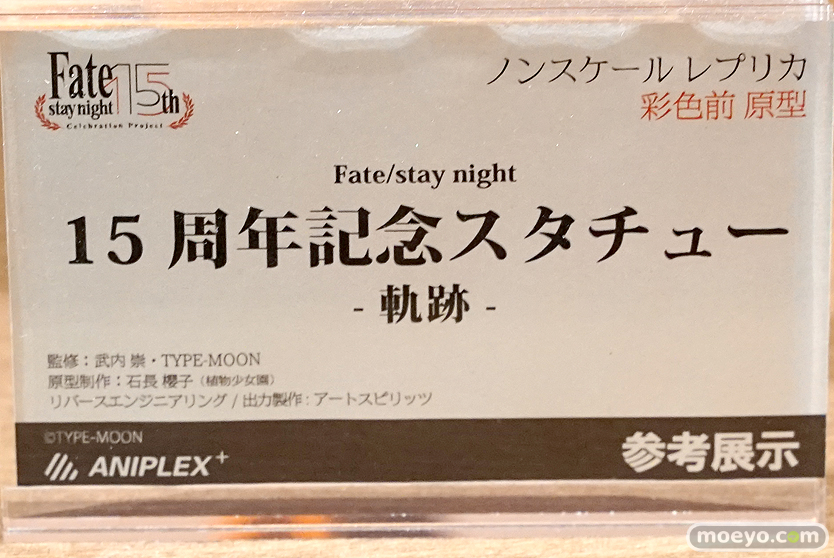 Fate
stay night
15th
Celebration Project
ノンスケール レプリカ
彩色前 原型
Fate/stay night
15 周年記念スタチュー
- 軌跡 -
監修：武内 崇・TYPE-MOON
原型制作：石長 櫻子（植物少女園）
リバースエンジニアリング / 出力製作：アートスピリッツ
©TYPE-MOON
ANIPLEX+
参考展示
moeyo.com